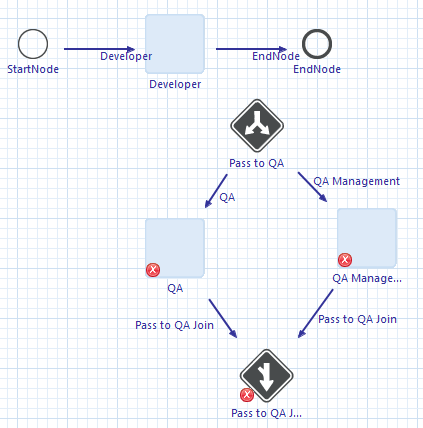 Developer
EndNode
StartNode
EndNode
Developer
Pass to QA
QA Management
QA
QA
QA Manage...
Pass to QA Join
Pass to QA Join
Pass to QA J...